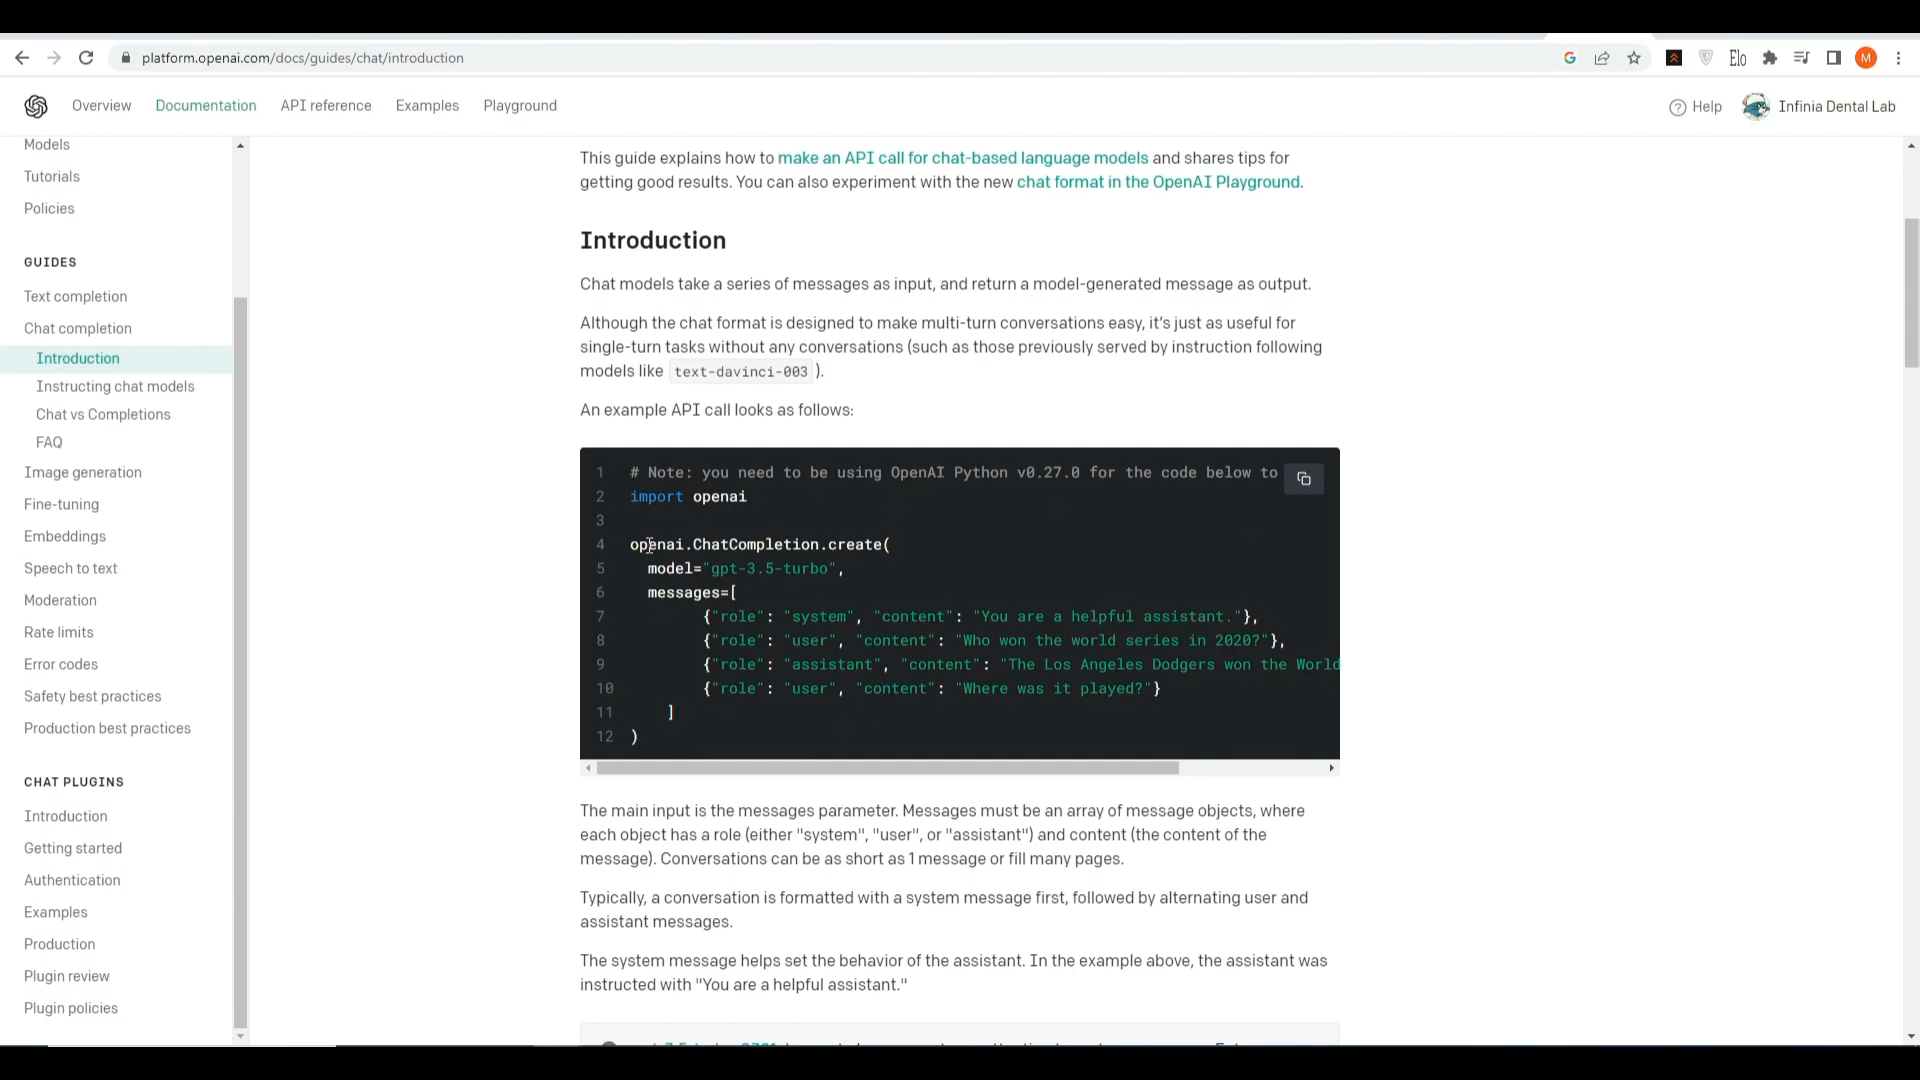 platform.openai.com/docs/guides/chat/introduction
Elo
M
Overview
Documentation
API reference
Examples
Playground
Help
Infinia Dental Lab
Models
Tutorials
Policies
GUIDES
Text completion
Chat completion
Introduction
Instructing chat models
Chat vs Completions
FAQ
Image generation
Fine-tuning
Embeddings
Speech to text
Moderation
Rate limits
Error codes
Safety best practices
Production best practices
CHAT PLUGINS
Introduction
Getting started
Authentication
Examples
Production
Plugin review
Plugin policies
This guide explains how to make an API call for chat-based language models and shares tips for
getting good results. You can also experiment with the new chat format in the OpenAI Playground.
Introduction
Chat models take a series of messages as input, and return a model-generated message as output.
Although the chat format is designed to make multi-turn conversations easy, it's just as useful for
single-turn tasks without any conversations (such as those previously served by instruction following
models like text-davinci-003 ).
An example API call looks as follows:
1 # Note: you need to be using OpenAI Python v0.27.0 for the code below to
2 import openai
3
4 openai.ChatCompletion.create(
5 model="gpt-3.5-turbo",
6 messages=[
7 {"role": "system", "content": "You are a helpful assistant."},
8 {"role": "user", "content": "Who won the world series in 2020?"},
9 {"role": "assistant", "content": "The Los Angeles Dodgers won the World
10 {"role": "user", "content": "Where was it played?"}
11 ]
12 )
The main input is the messages parameter. Messages must be an array of message objects, where
each object has a role (either "system", "user", or "assistant") and content (the content of the
message). Conversations can be as short as 1 message or fill many pages.
Typically, a conversation is formatted with a system message first, followed by alternating user and
assistant messages.
The system message helps set the behavior of the assistant. In the example above, the assistant was
instructed with "You are a helpful assistant."